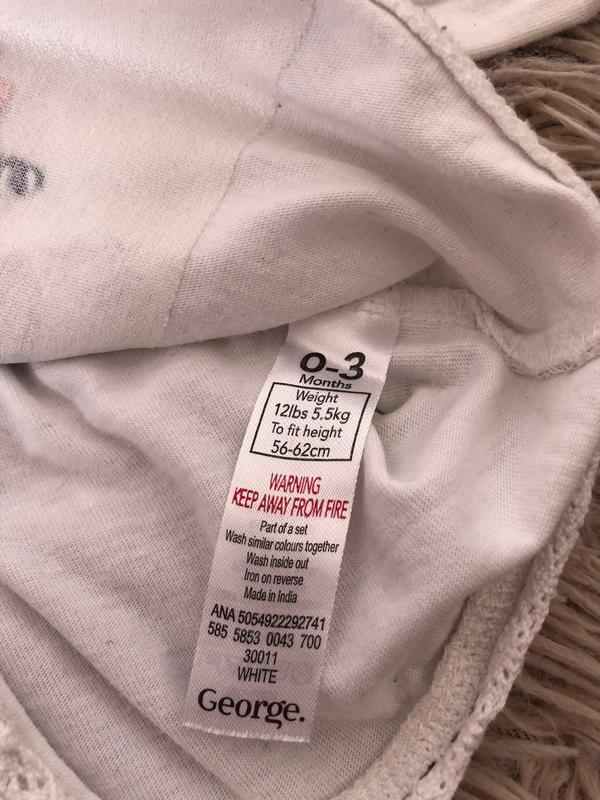 0-3
Months
Weight
12lbs 5.5kg
To fit height
56-62cm
WARNING
KEEP AWAY FROM FIRE
Part of a set
Wash similar colours together
Wash inside out
Iron on reverse
Made in India
ANA 5054922292741
585 5853 0043 700
30011
WHITE
George.